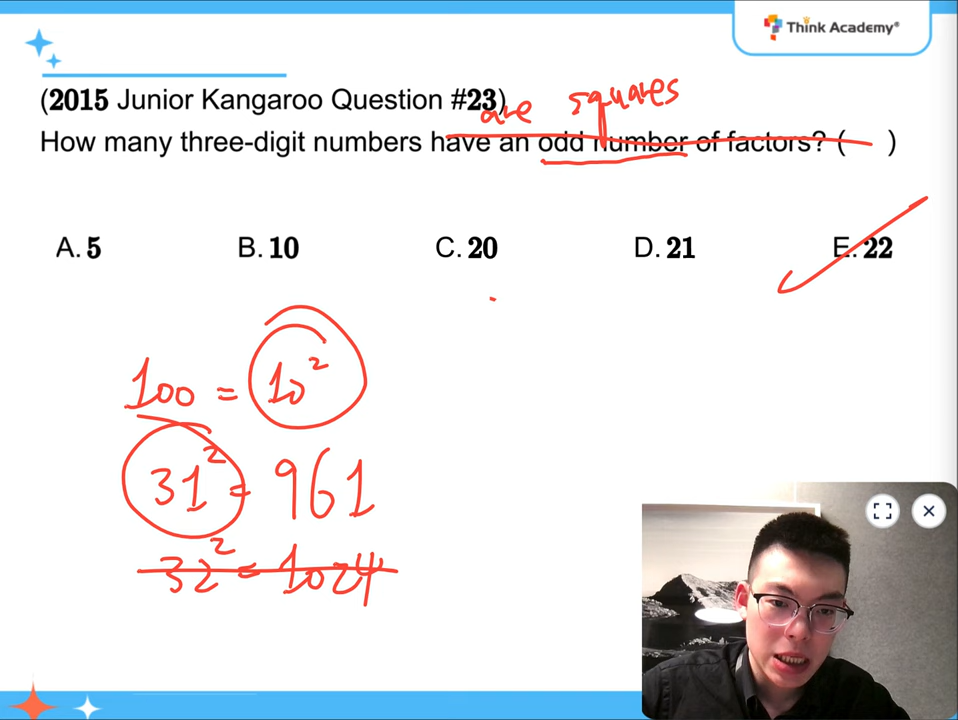 Think Academy®
(2015 Junior Kangaroo Question #23)
are squares
How many three-digit numbers have an odd number of factors? ( )
A. 5 B. 10 C. 20 D. 21 E. 22
100 = 10²
31² = 961
32² = 1024